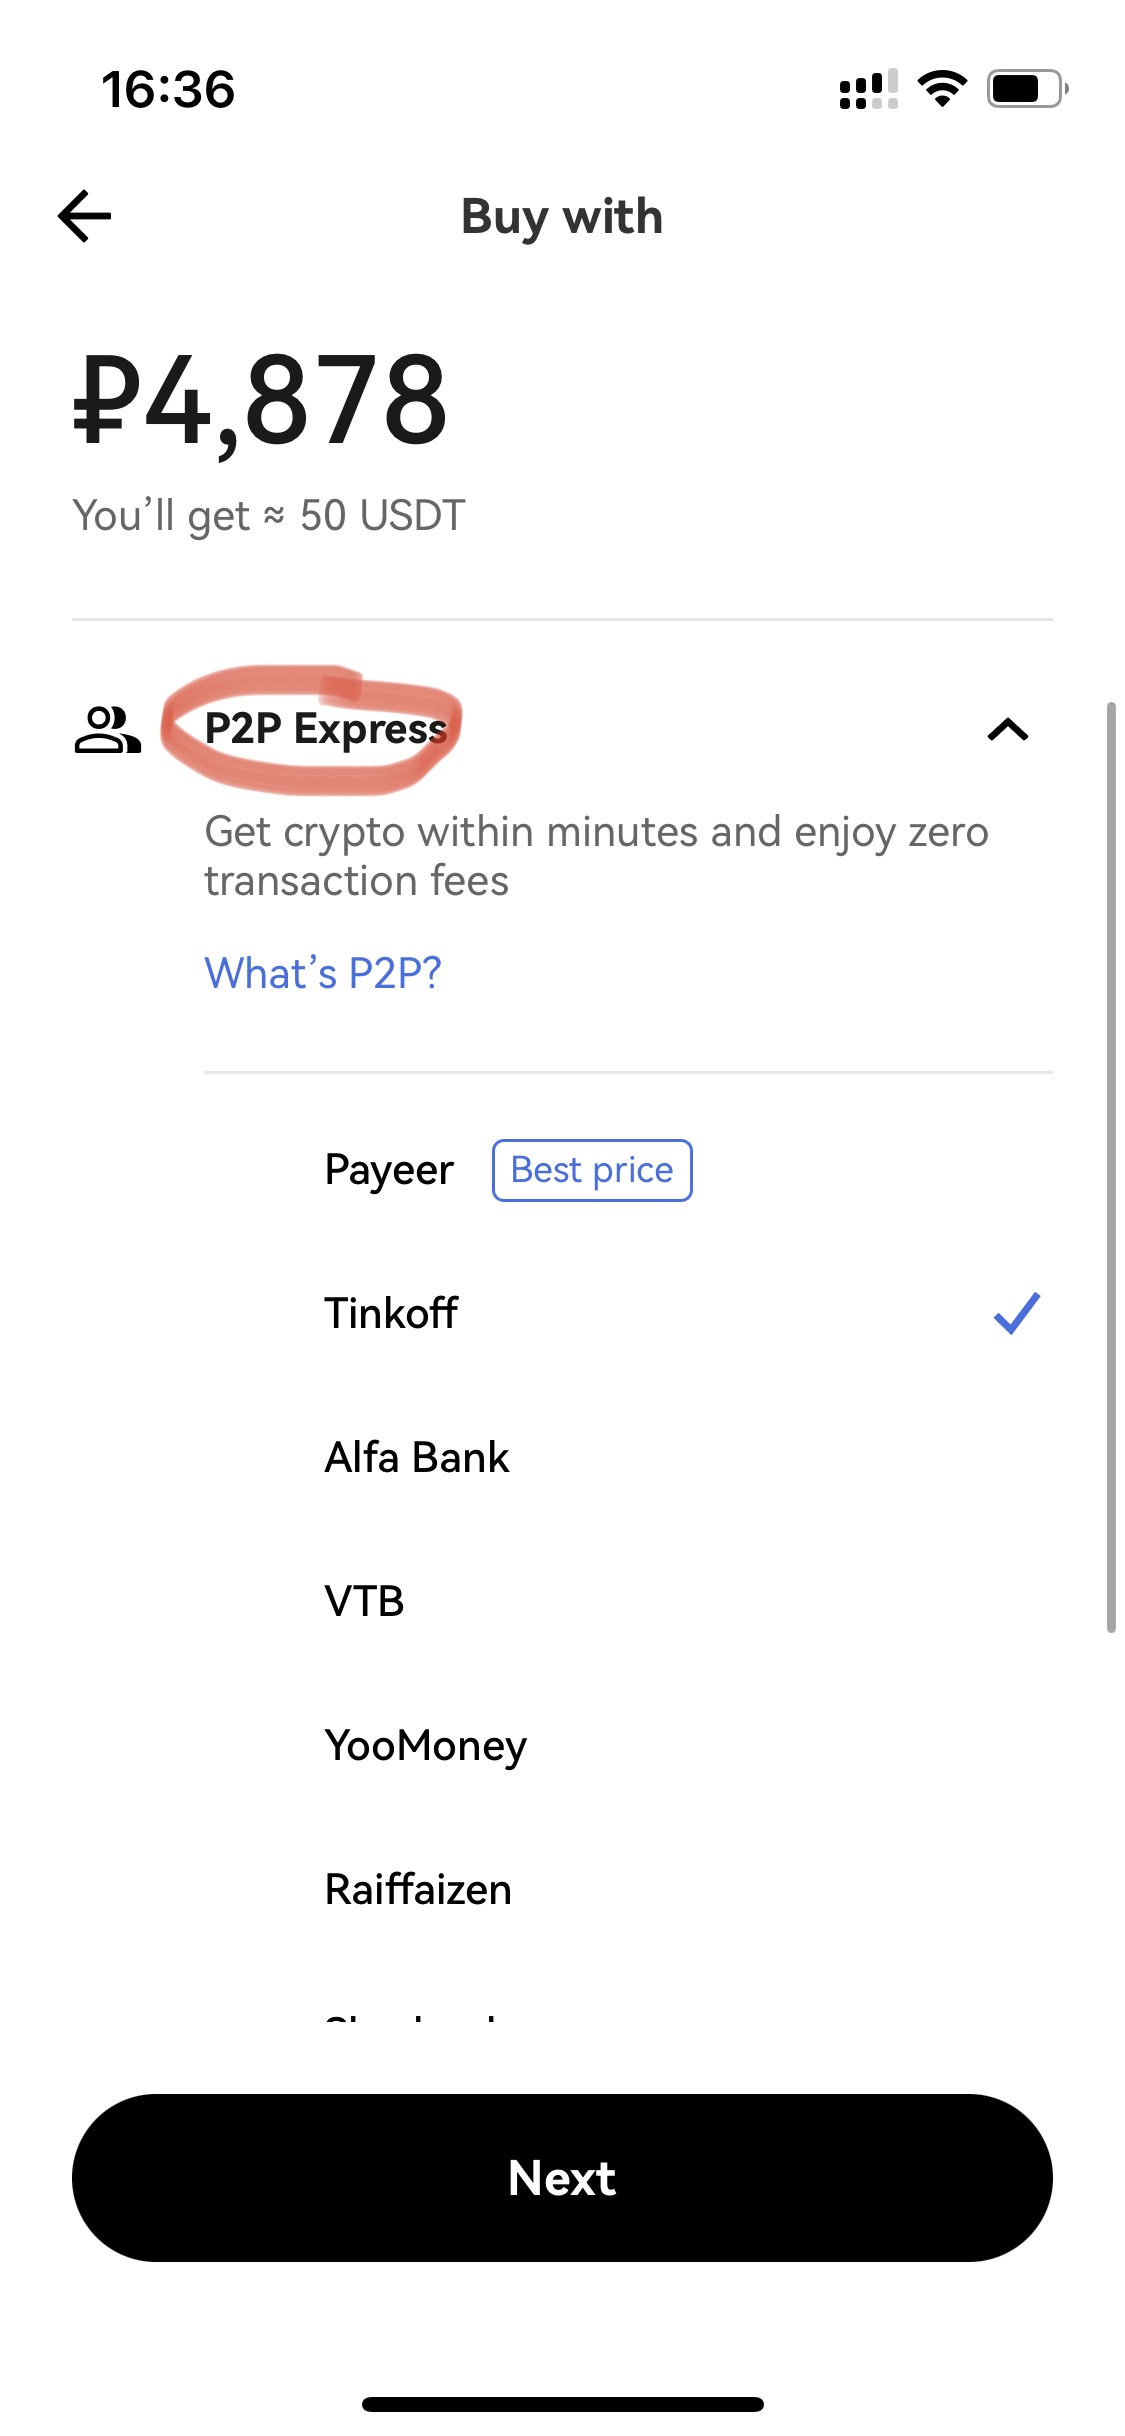 16:36
Buy with
₽4,878
You’ll get ≈ 50 USDT
P2P Express
Get crypto within minutes and enjoy zero
transaction fees
What’s P2P?
Payeer Best price
Tinkoff
Alfa Bank
VTB
YooMoney
Raiffaizen
Next